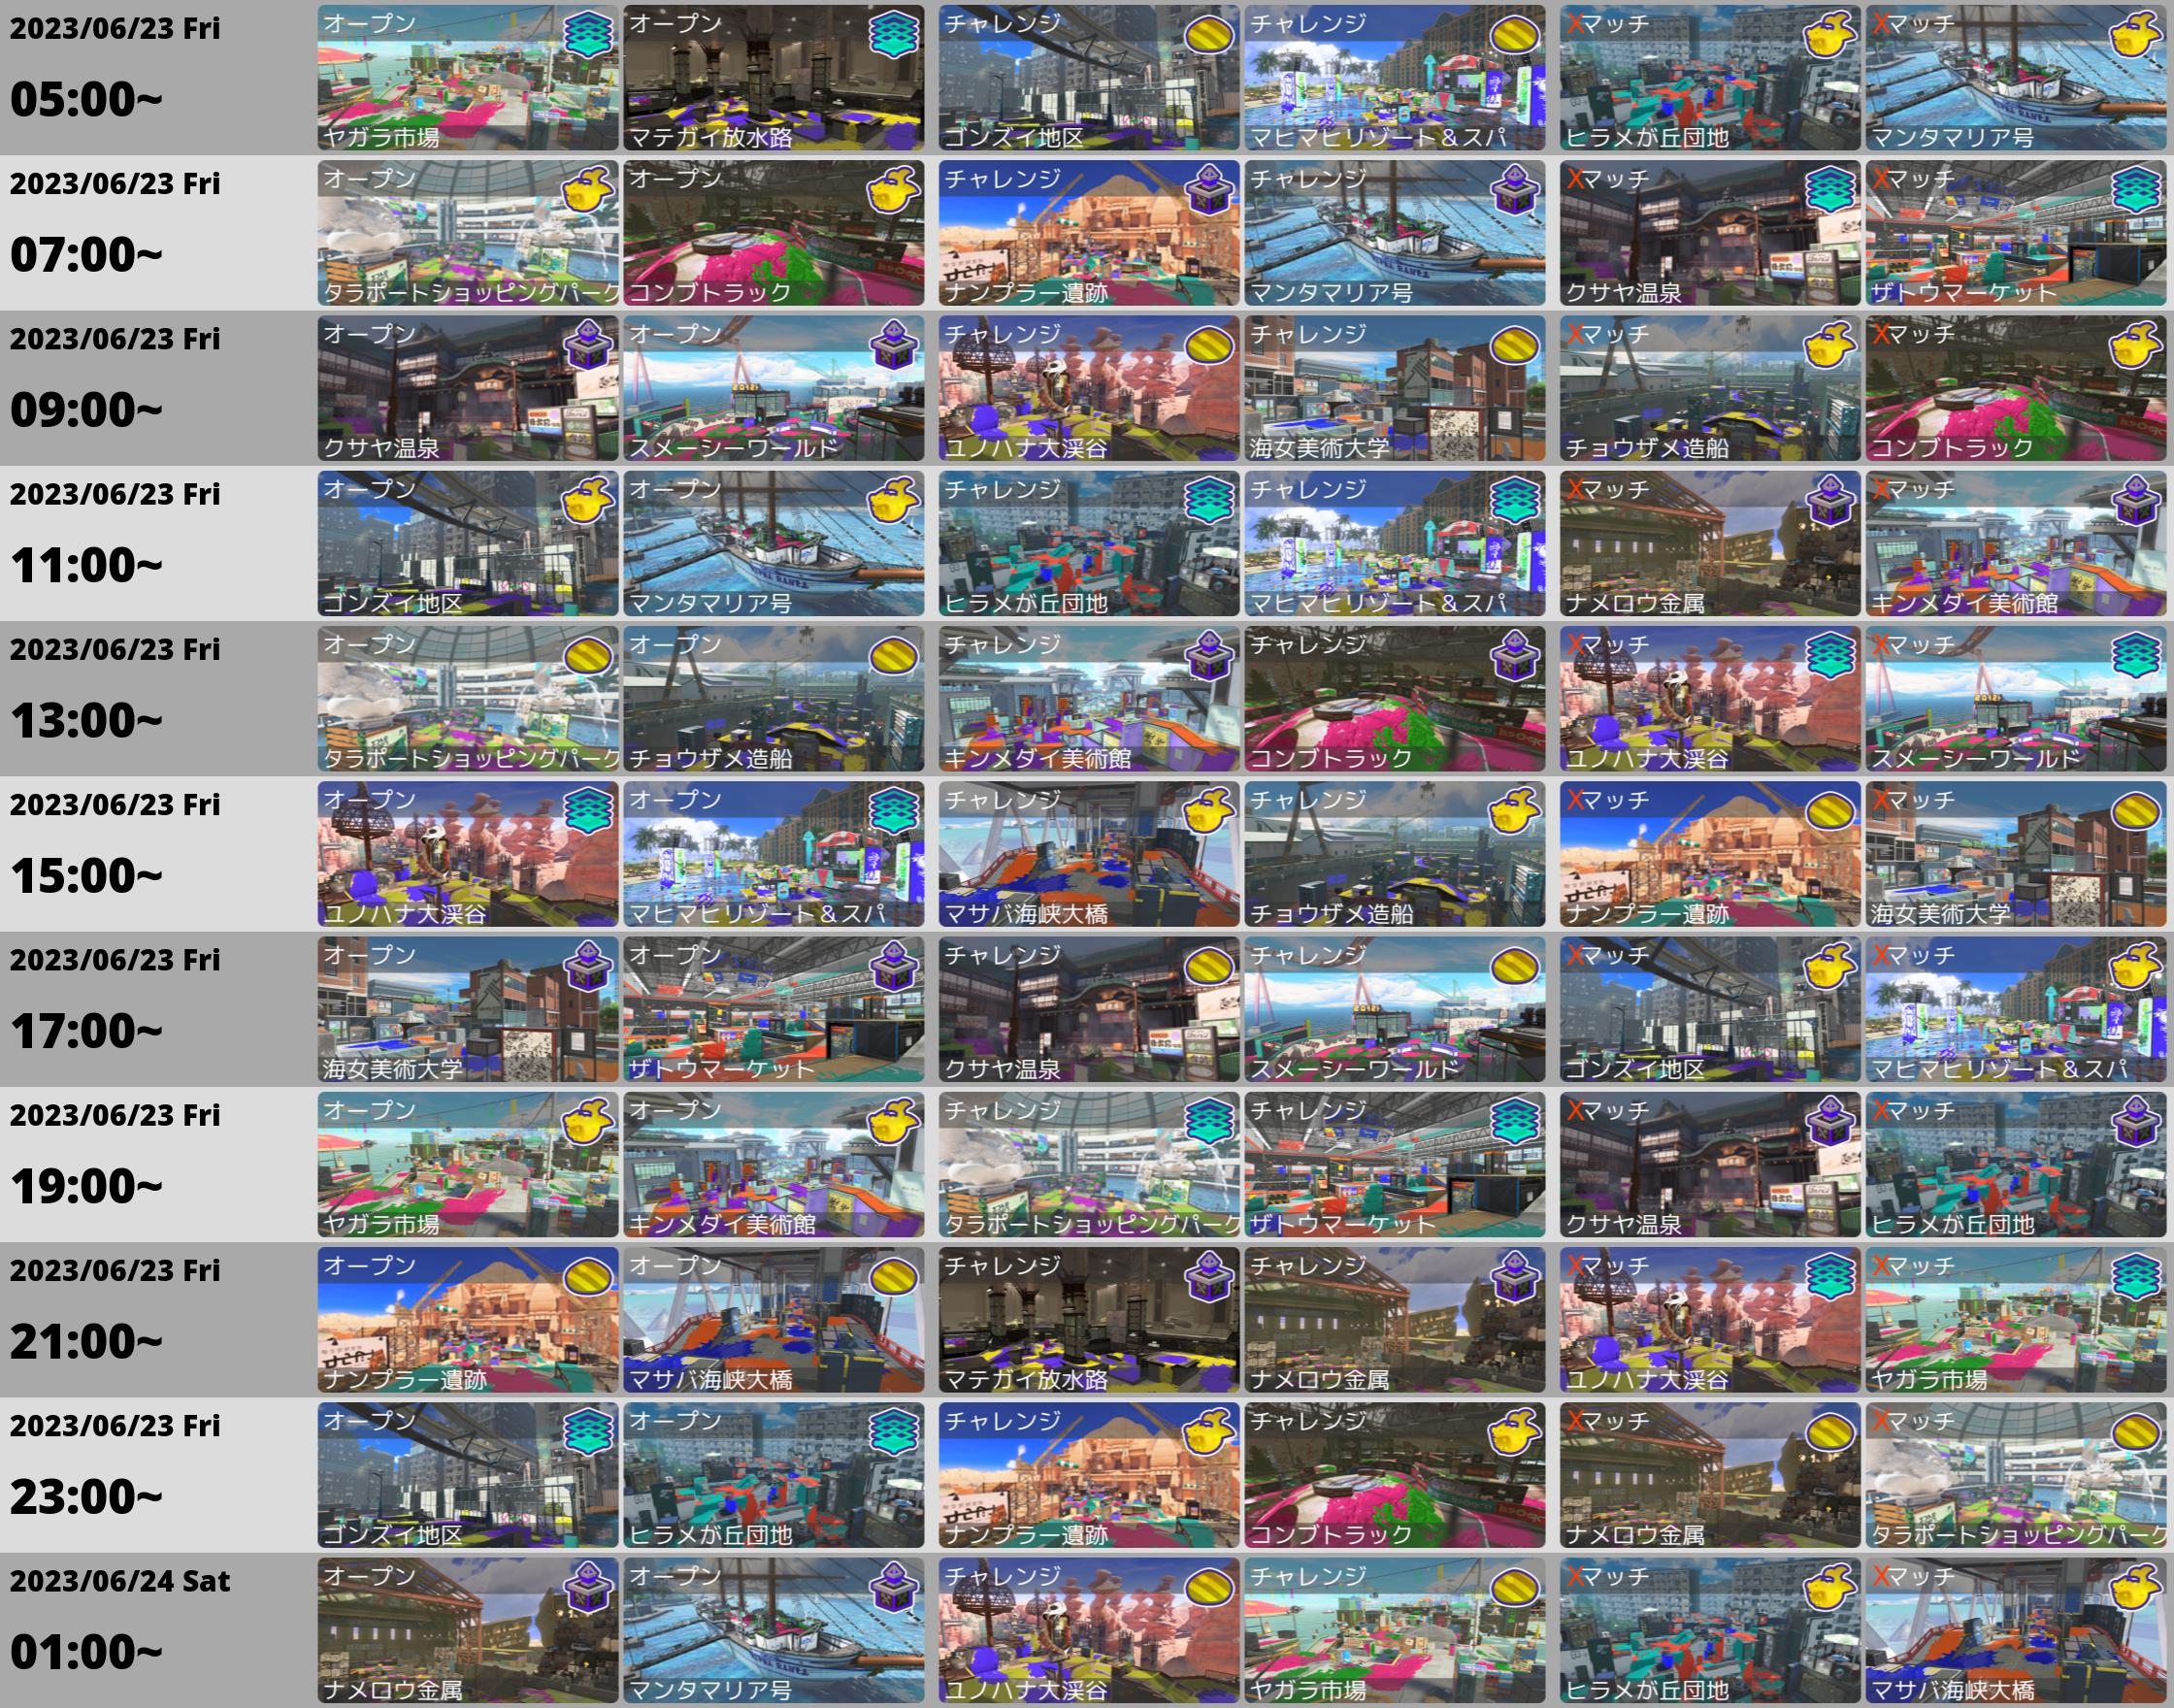 2023/06/23 Fri
05:00~
オープン
ヤガラ市場
オープン
マテガイ放水路
チャレンジ
ゴンズイ地区
チャレンジ
マヒマヒリゾート＆スパ
Xマッチ
ヒラメが丘団地
Xマッチ
マンタマリア号
2023/06/23 Fri
07:00~
オープン
タラポートショッピングパーク
オープン
コンブトラック
チャレンジ
ナンプラー遺跡
チャレンジ
マンタマリア号
Xマッチ
クサヤ温泉
Xマッチ
ザトウマーケット
2023/06/23 Fri
09:00~
オープン
クサヤ温泉
オープン
スメーシーワールド
チャレンジ
ユノハナ大渓谷
チャレンジ
海女美術大学
Xマッチ
チョウザメ造船
Xマッチ
コンブトラック
2023/06/23 Fri
11:00~
オープン
ゴンズイ地区
オープン
マンタマリア号
チャレンジ
ヒラメが丘団地
チャレンジ
マヒマヒリゾート＆スパ
Xマッチ
ナメロウ金属
Xマッチ
キンメダイ美術館
2023/06/23 Fri
13:00~
オープン
タラポートショッピングパーク
オープン
チョウザメ造船
チャレンジ
キンメダイ美術館
チャレンジ
コンブトラック
Xマッチ
ユノハナ大渓谷
Xマッチ
スメーシーワールド
2023/06/23 Fri
15:00~
オープン
ユノハナ大渓谷
オープン
マヒマヒリゾート＆スパ
チャレンジ
マサバ海峡大橋
チャレンジ
チョウザメ造船
Xマッチ
ナンプラー遺跡
Xマッチ
海女美術大学
2023/06/23 Fri
17:00~
オープン
海女美術大学
オープン
ザトウマーケット
チャレンジ
クサヤ温泉
チャレンジ
スメーシーワールド
Xマッチ
ゴンズイ地区
Xマッチ
マヒマヒリゾート＆スパ
2023/06/23 Fri
19:00~
オープン
ヤガラ市場
オープン
キンメダイ美術館
チャレンジ
タラポートショッピングパーク
チャレンジ
ザトウマーケット
Xマッチ
クサヤ温泉
Xマッチ
ヒラメが丘団地
2023/06/23 Fri
21:00~
オープン
ナンプラー遺跡
オープン
マサバ海峡大橋
チャレンジ
マテガイ放水路
チャレンジ
ナメロウ金属
Xマッチ
ユノハナ大渓谷
Xマッチ
ヤガラ市場
2023/06/23 Fri
23:00~
オープン
ゴンズイ地区
オープン
ヒラメが丘団地
チャレンジ
ナンプラー遺跡
チャレンジ
コンブトラック
Xマッチ
ナメロウ金属
Xマッチ
タラポートショッピングパーク
2023/06/24 Sat
01:00~
オープン
ナメロウ金属
オープン
マンタマリア号
チャレンジ
ユノハナ大渓谷
チャレンジ
ヤガラ市場
Xマッチ
ヒラメが丘団地
Xマッチ
マサバ海峡大橋